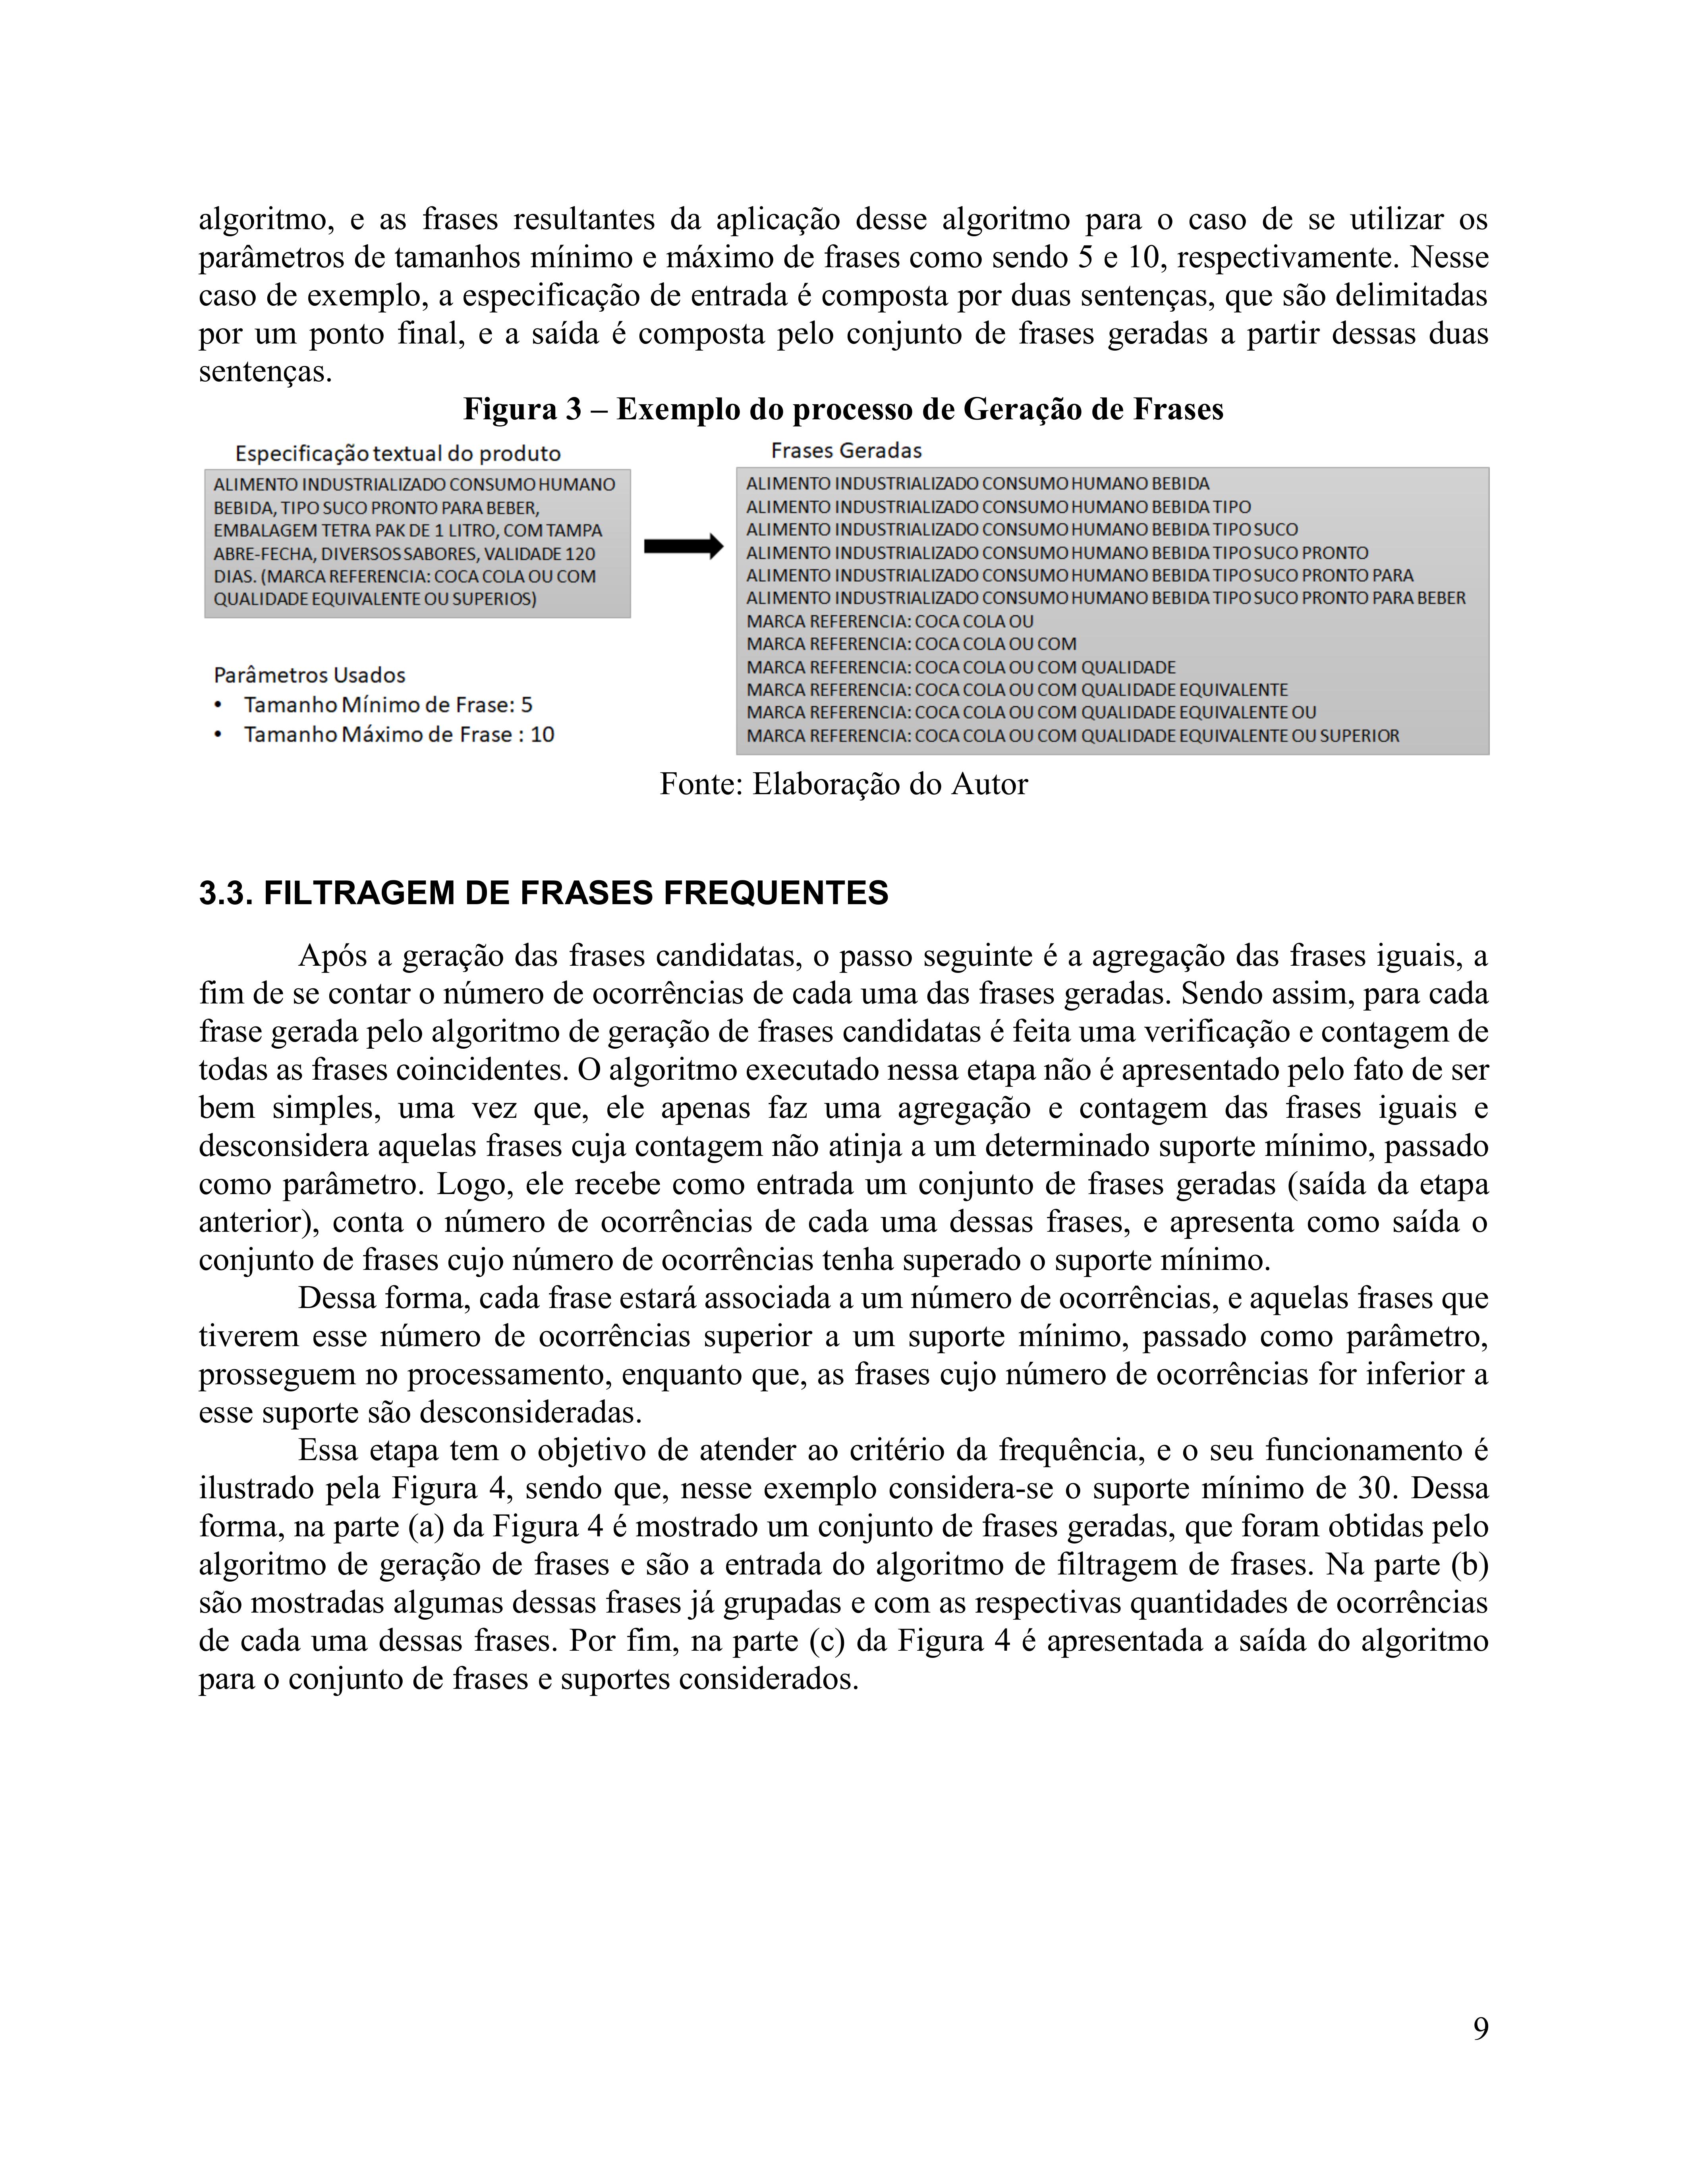 algoritmo, e as frases resultantes da aplicação desse algoritmo para o caso de se utilizar os
parâmetros de tamanhos mínimo e máximo de frases como sendo 5 e 10, respectivamente. Nesse
caso de exemplo, a especificação de entrada é composta por duas sentenças, que são delimitadas
por um ponto final, e a saída é composta pelo conjunto de frases geradas a partir dessas duas
sentenças.
Figura 3 – Exemplo do processo de Geração de Frases
Especificação textual do produto
ALIMENTO INDUSTRIALIZADO CONSUMO HUMANO
BEBIDA, TIPO SUCO PRONTO PARA BEBER,
EMBALAGEM TETRA PAK DE 1 LITRO, COM TAMPA
ABRE-FECHA, DIVERSOS SABORES, VALIDADE 120
DIAS. (MARCA REFERENCIA: COCA COLA OU COM
QUALIDADE EQUIVALENTE OU SUPERIOS)
Parâmetros Usados
• Tamanho Mínimo de Frase: 5
• Tamanho Máximo de Frase : 10
Frases Geradas
ALIMENTO INDUSTRIALIZADO CONSUMO HUMANO BEBIDA
ALIMENTO INDUSTRIALIZADO CONSUMO HUMANO BEBIDA TIPO
ALIMENTO INDUSTRIALIZADO CONSUMO HUMANO BEBIDA TIPO SUCO
ALIMENTO INDUSTRIALIZADO CONSUMO HUMANO BEBIDA TIPO SUCO PRONTO
ALIMENTO INDUSTRIALIZADO CONSUMO HUMANO BEBIDA TIPO SUCO PRONTO PARA
ALIMENTO INDUSTRIALIZADO CONSUMO HUMANO BEBIDA TIPO SUCO PRONTO PARA BEBER
MARCA REFERENCIA: COCA COLA OU
MARCA REFERENCIA: COCA COLA OU COM
MARCA REFERENCIA: COCA COLA OU COM QUALIDADE
MARCA REFERENCIA: COCA COLA OU COM QUALIDADE EQUIVALENTE
MARCA REFERENCIA: COCA COLA OU COM QUALIDADE EQUIVALENTE OU
MARCA REFERENCIA: COCA COLA OU COM QUALIDADE EQUIVALENTE OU SUPERIOR
Fonte: Elaboração do Autor
3.3. FILTRAGEM DE FRASES FREQUENTES
Após a geração das frases candidatas, o passo seguinte é a agregação das frases iguais, a
fim de se contar o número de ocorrências de cada uma das frases geradas. Sendo assim, para cada
frase gerada pelo algoritmo de geração de frases candidatas é feita uma verificação e contagem de
todas as frases coincidentes. O algoritmo executado nessa etapa não é apresentado pelo fato de ser
bem simples, uma vez que, ele apenas faz uma agregação e contagem das frases iguais e
desconsidera aquelas frases cuja contagem não atinja a um determinado suporte mínimo, passado
como parâmetro. Logo, ele recebe como entrada um conjunto de frases geradas (saída da etapa
anterior), conta o número de ocorrências de cada uma dessas frases, e apresenta como saída o
conjunto de frases cujo número de ocorrências tenha superado o suporte mínimo.
Dessa forma, cada frase estará associada a um número de ocorrências, e aquelas frases que
tiverem esse número de ocorrências superior a um suporte mínimo, passado como parâmetro,
prosseguem no processamento, enquanto que, as frases cujo número de ocorrências for inferior a
esse suporte são desconsideradas.
Essa etapa tem o objetivo de atender ao critério da frequência, e o seu funcionamento é
ilustrado pela Figura 4, sendo que, nesse exemplo considera-se o suporte mínimo de 30. Dessa
forma, na parte (a) da Figura 4 é mostrado um conjunto de frases geradas, que foram obtidas pelo
algoritmo de geração de frases e são a entrada do algoritmo de filtragem de frases. Na parte (b)
são mostradas algumas dessas frases já grupadas e com as respectivas quantidades de ocorrências
de cada uma dessas frases. Por fim, na parte (c) da Figura 4 é apresentada a saída do algoritmo
para o conjunto de frases e suportes considerados.
9